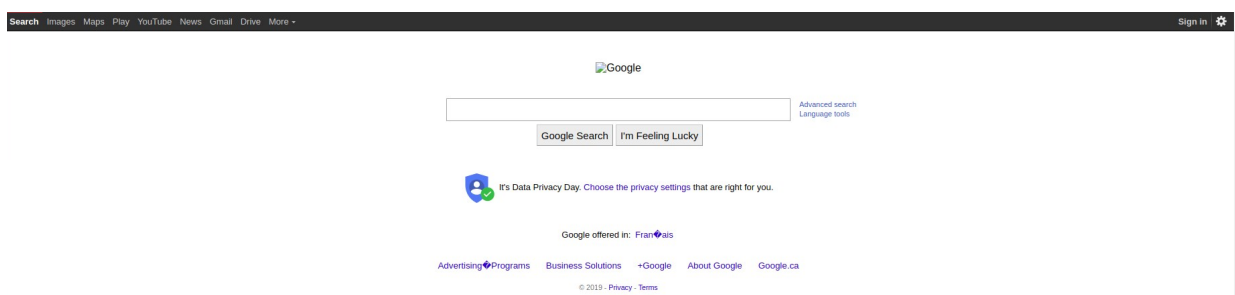 Search Images Maps Play YouTube News Gmail Drive More Sign in
Google
Advanced search
Language tools
Google Search I'm Feeling Lucky
It's Data Privacy Day. Choose the privacy settings that are right for you.
Google offered in: Fran�ais
Advertising�Programs Business Solutions +Google About Google Google.ca
© 2019 - Privacy - Terms